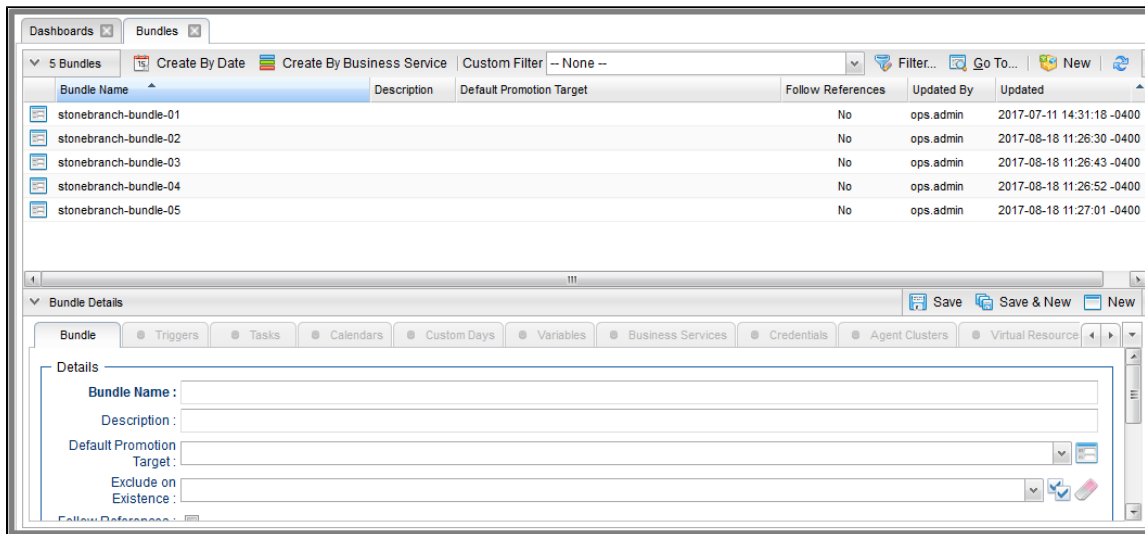 Dashboards Bundles
5 Bundles Create By Date Create By Business Service Custom Filter -- None -- Filter... Go To... New
Bundle Name Description Default Promotion Target Follow References Updated By Updated
stonebranch-bundle-01 No ops.admin 2017-07-11 14:31:18 -0400
stonebranch-bundle-02 No ops.admin 2017-08-18 11:26:30 -0400
stonebranch-bundle-03 No ops.admin 2017-08-18 11:26:43 -0400
stonebranch-bundle-04 No ops.admin 2017-08-18 11:26:52 -0400
stonebranch-bundle-05 No ops.admin 2017-08-18 11:27:01 -0400
Bundle Details Save Save & New New
Bundle Triggers Tasks Calendars Custom Days Variables Business Services Credentials Agent Clusters Virtual Resource
Details
Bundle Name :
Description :
Default Promotion
Target :
Exclude on
Existence :
Follow References :